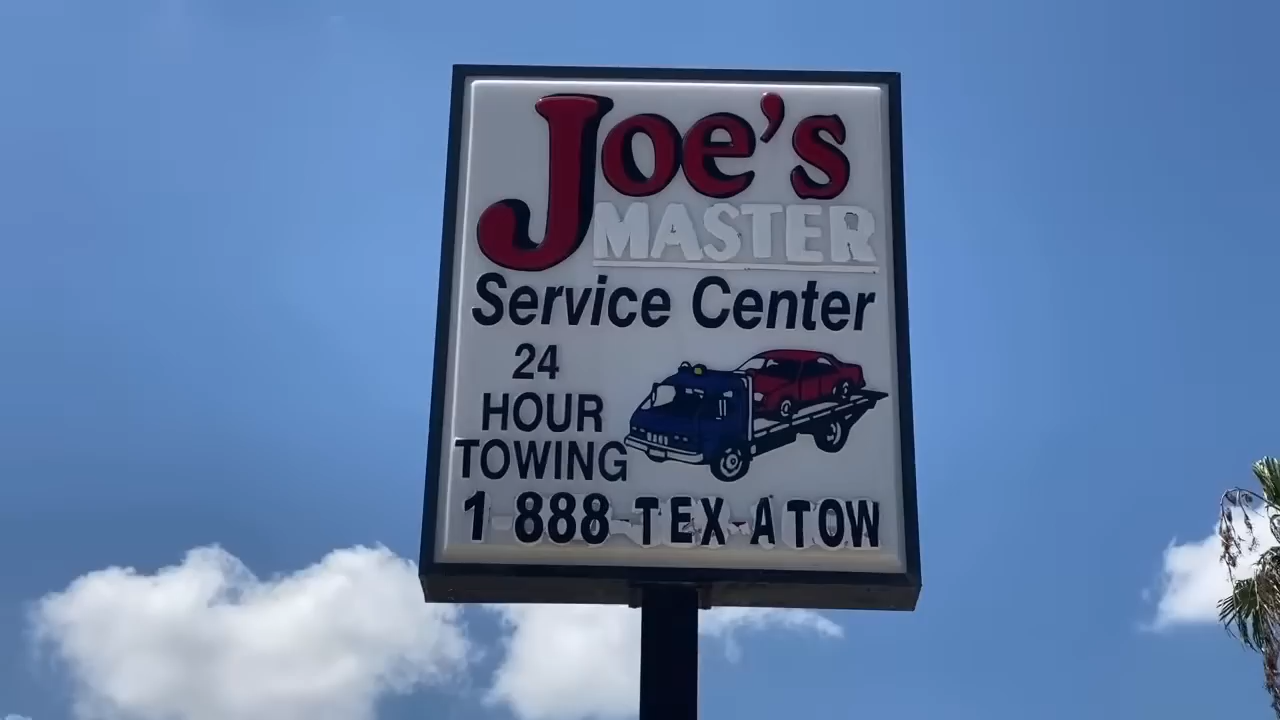 Joe's
MASTER
Service Center
24
HOUR
TOWING
1 888 TEX-ATOW